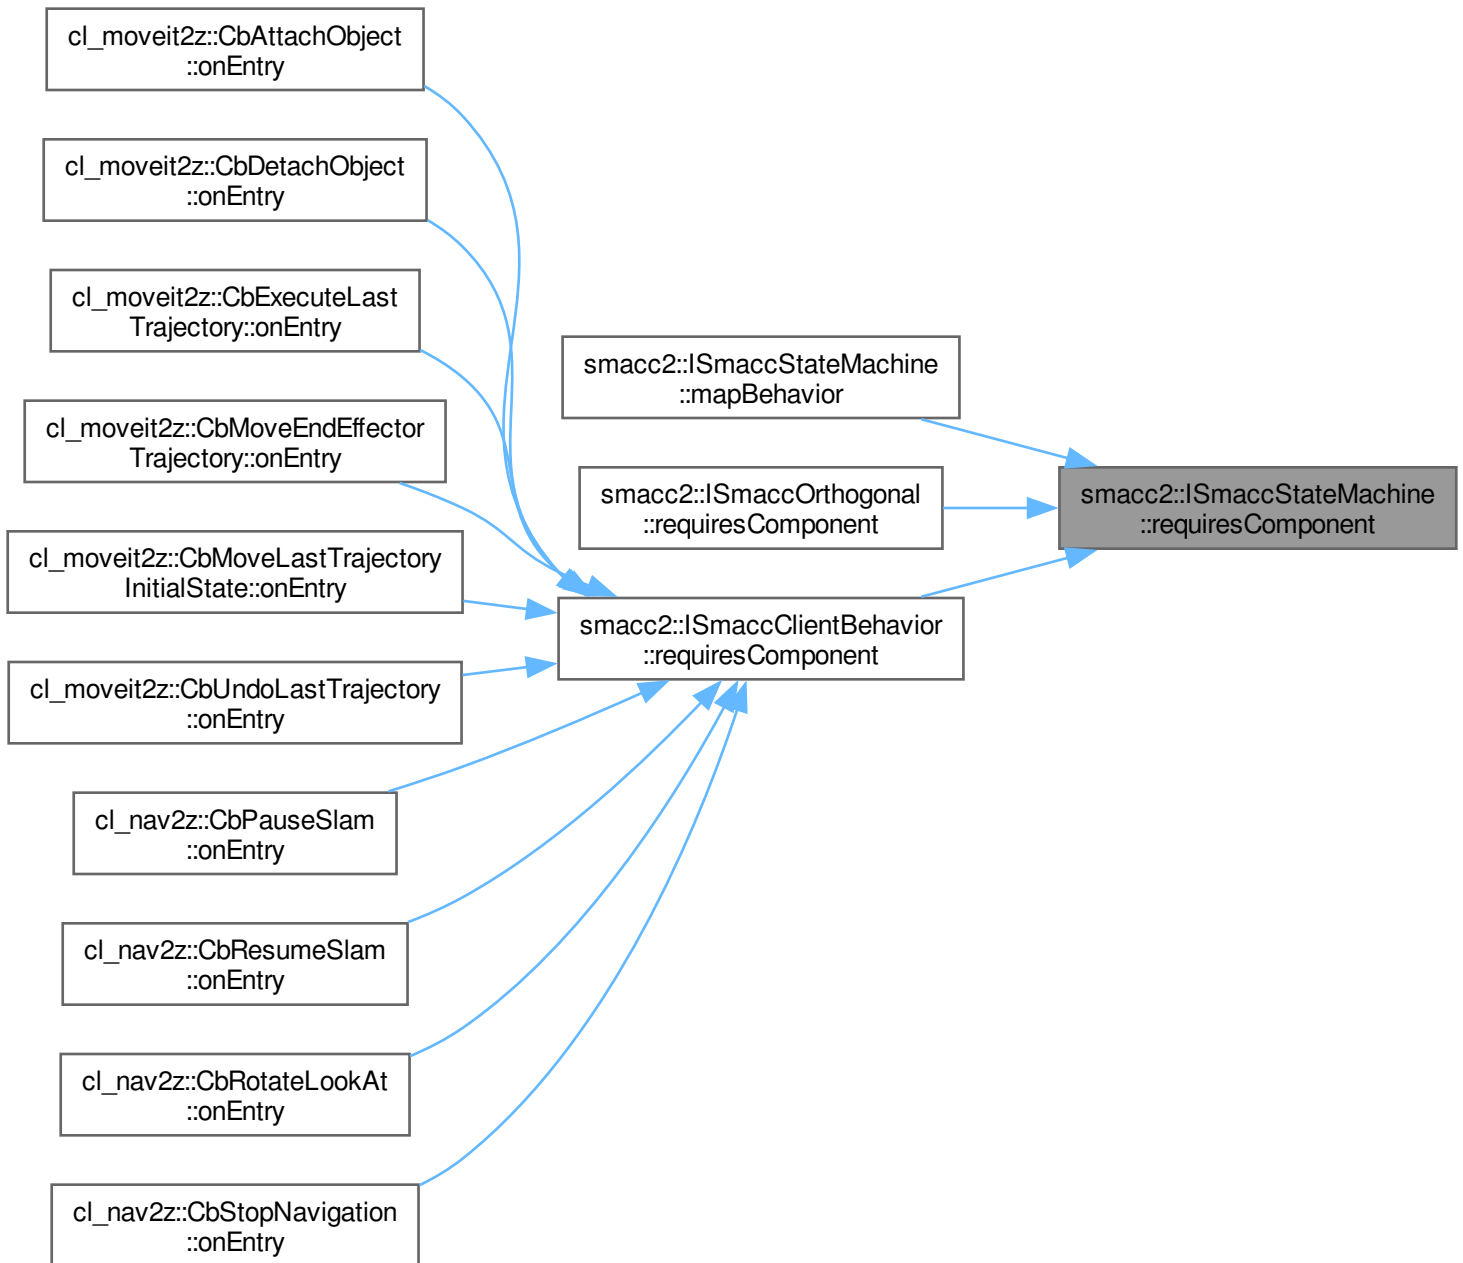 cl_moveit2z::CbAttachObject
::onEntry
cl_moveit2z::CbDetachObject
::onEntry
cl_moveit2z::CbExecuteLast
Trajectory::onEntry
cl_moveit2z::CbMoveEndEffector
Trajectory::onEntry
cl_moveit2z::CbMoveLastTrajectory
InitialState::onEntry
cl_moveit2z::CbUndoLastTrajectory
::onEntry
cl_nav2z::CbPauseSlam
::onEntry
cl_nav2z::CbResumeSlam
::onEntry
cl_nav2z::CbRotateLookAt
::onEntry
cl_nav2z::CbStopNavigation
::onEntry
smacc2::ISmaccStateMachine
::mapBehavior
smacc2::ISmaccOrthogonal
::requiresComponent
smacc2::ISmaccClientBehavior
::requiresComponent
smacc2::ISmaccStateMachine
::requiresComponent